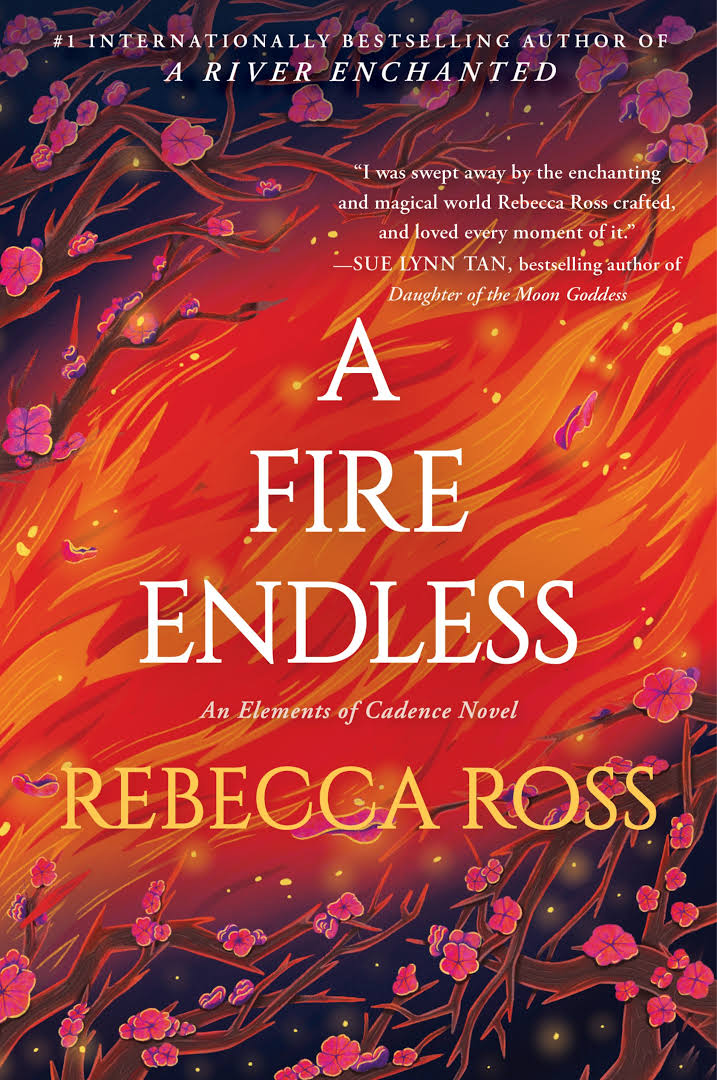 #1 INTERNATIONALLY BESTSELLING AUTHOR OF
A RIVER ENCHANTED
“I was swept away by the enchanting
and magical world Rebecca Ross crafted,
and loved every moment of it.”
—SUE LYNN TAN, bestselling author of
Daughter of the Moon Goddess
A
FIRE
ENDLESS
An Elements of Cadence Novel
REBECCA ROSS